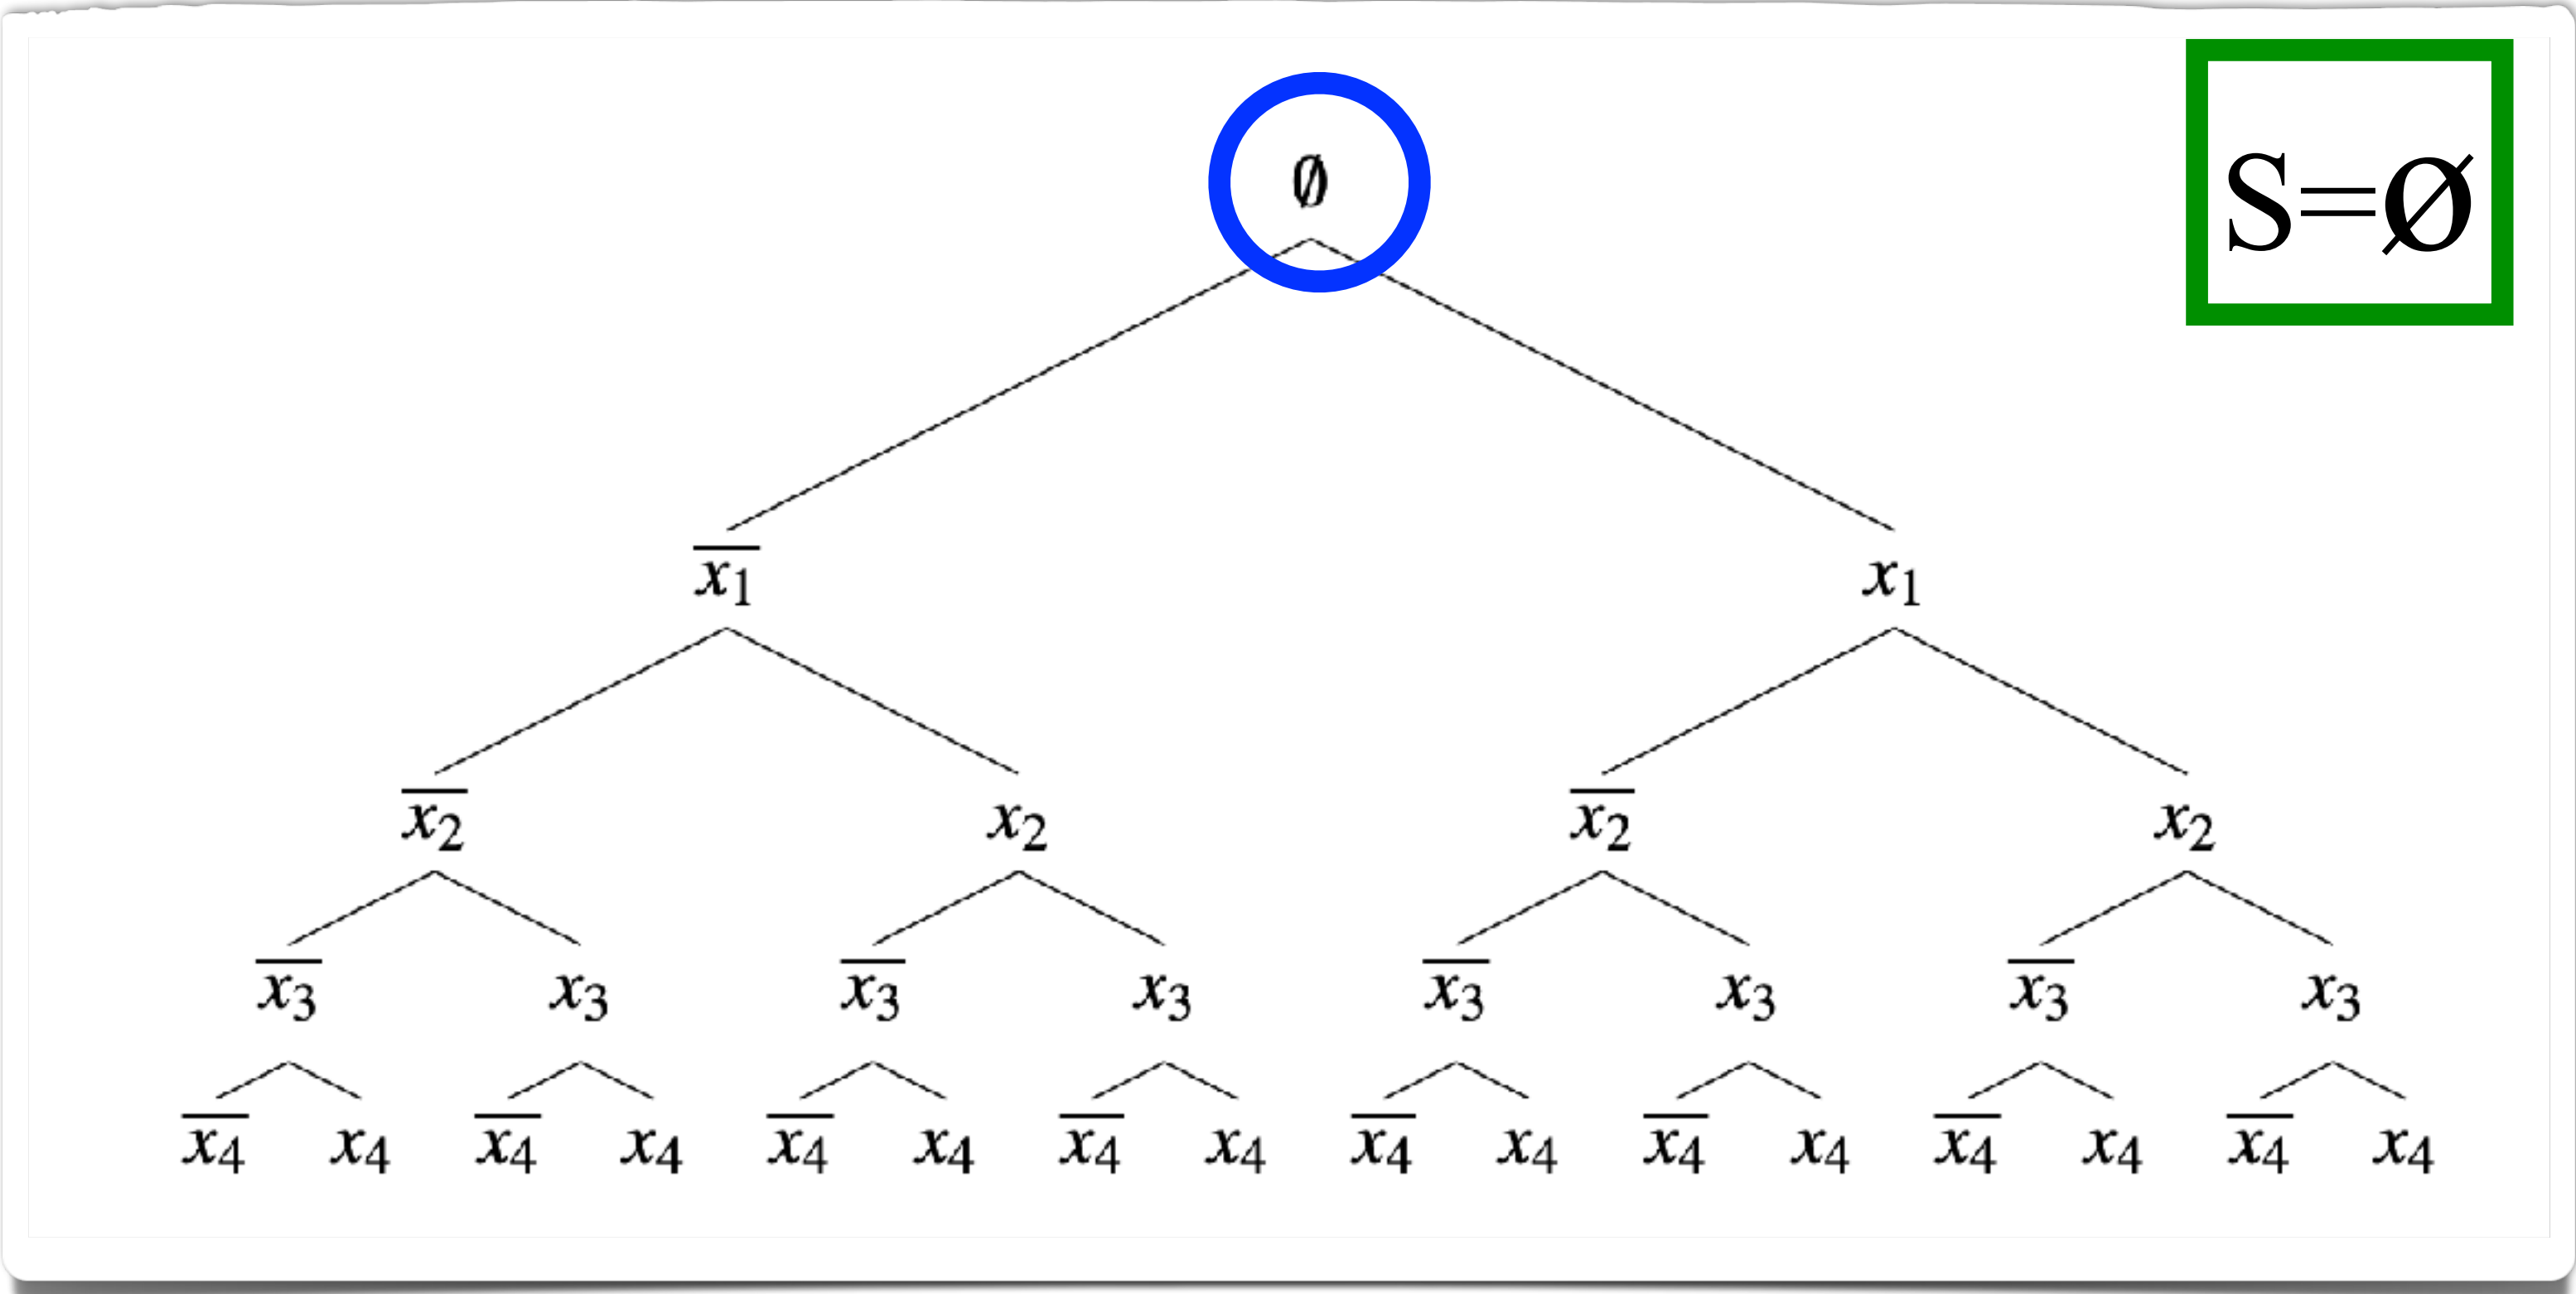 ∅
S=Ø
x̅₁ x₁
x̅₂ x₂ x̅₂ x₂
x̅₃ x₃ x̅₃ x₃ x̅₃ x₃ x̅₃ x₃
x̅₄ x₄ x̅₄ x₄ x̅₄ x₄ x̅₄ x₄ x̅₄ x₄ x̅₄ x₄ x̅₄ x₄ x̅₄ x₄